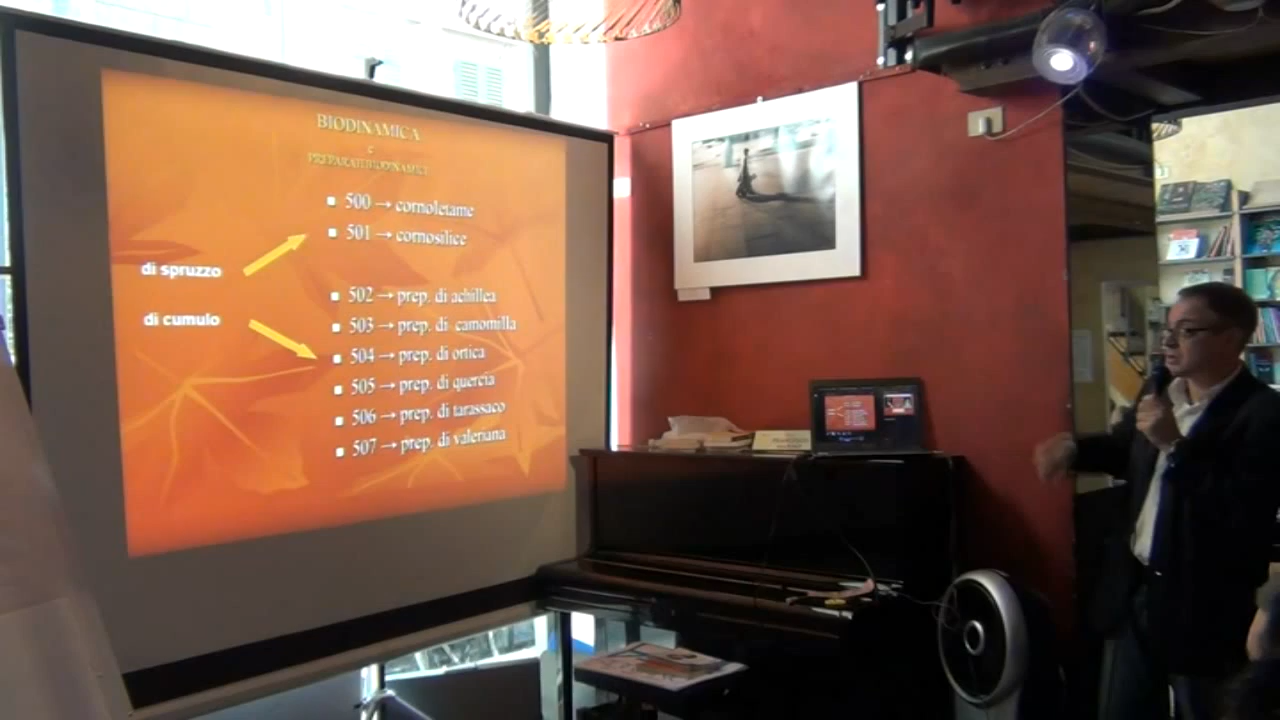 BIODINAMICA
e
PREPARATI BIODINAMICI
500 → cornoletame
501 → cornosilice
di spruzzo
di cumulo
502 → prep. di achillea
503 → prep. di camomilla
504 → prep. di ortica
505 → prep. di quercia
506 → prep. di tarassaco
507 → prep. di valeriana